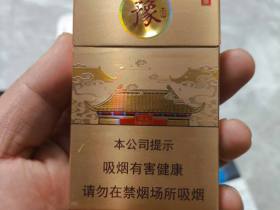 豫
本公司提示
吸烟有害健康
请勿在禁烟场所吸烟